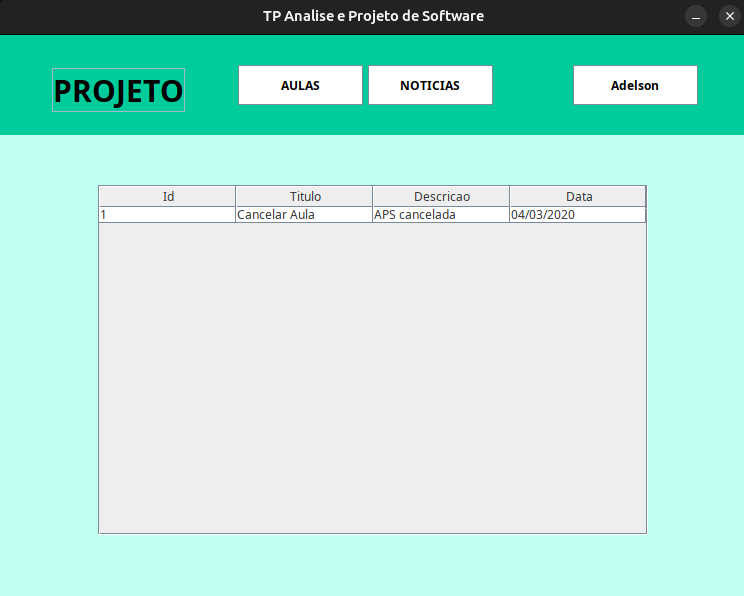 TP Analise e Projeto de Software
PROJETO AULAS NOTICIAS Adelson
Id Titulo Descricao Data
1 Cancelar Aula APS cancelada 04/03/2020